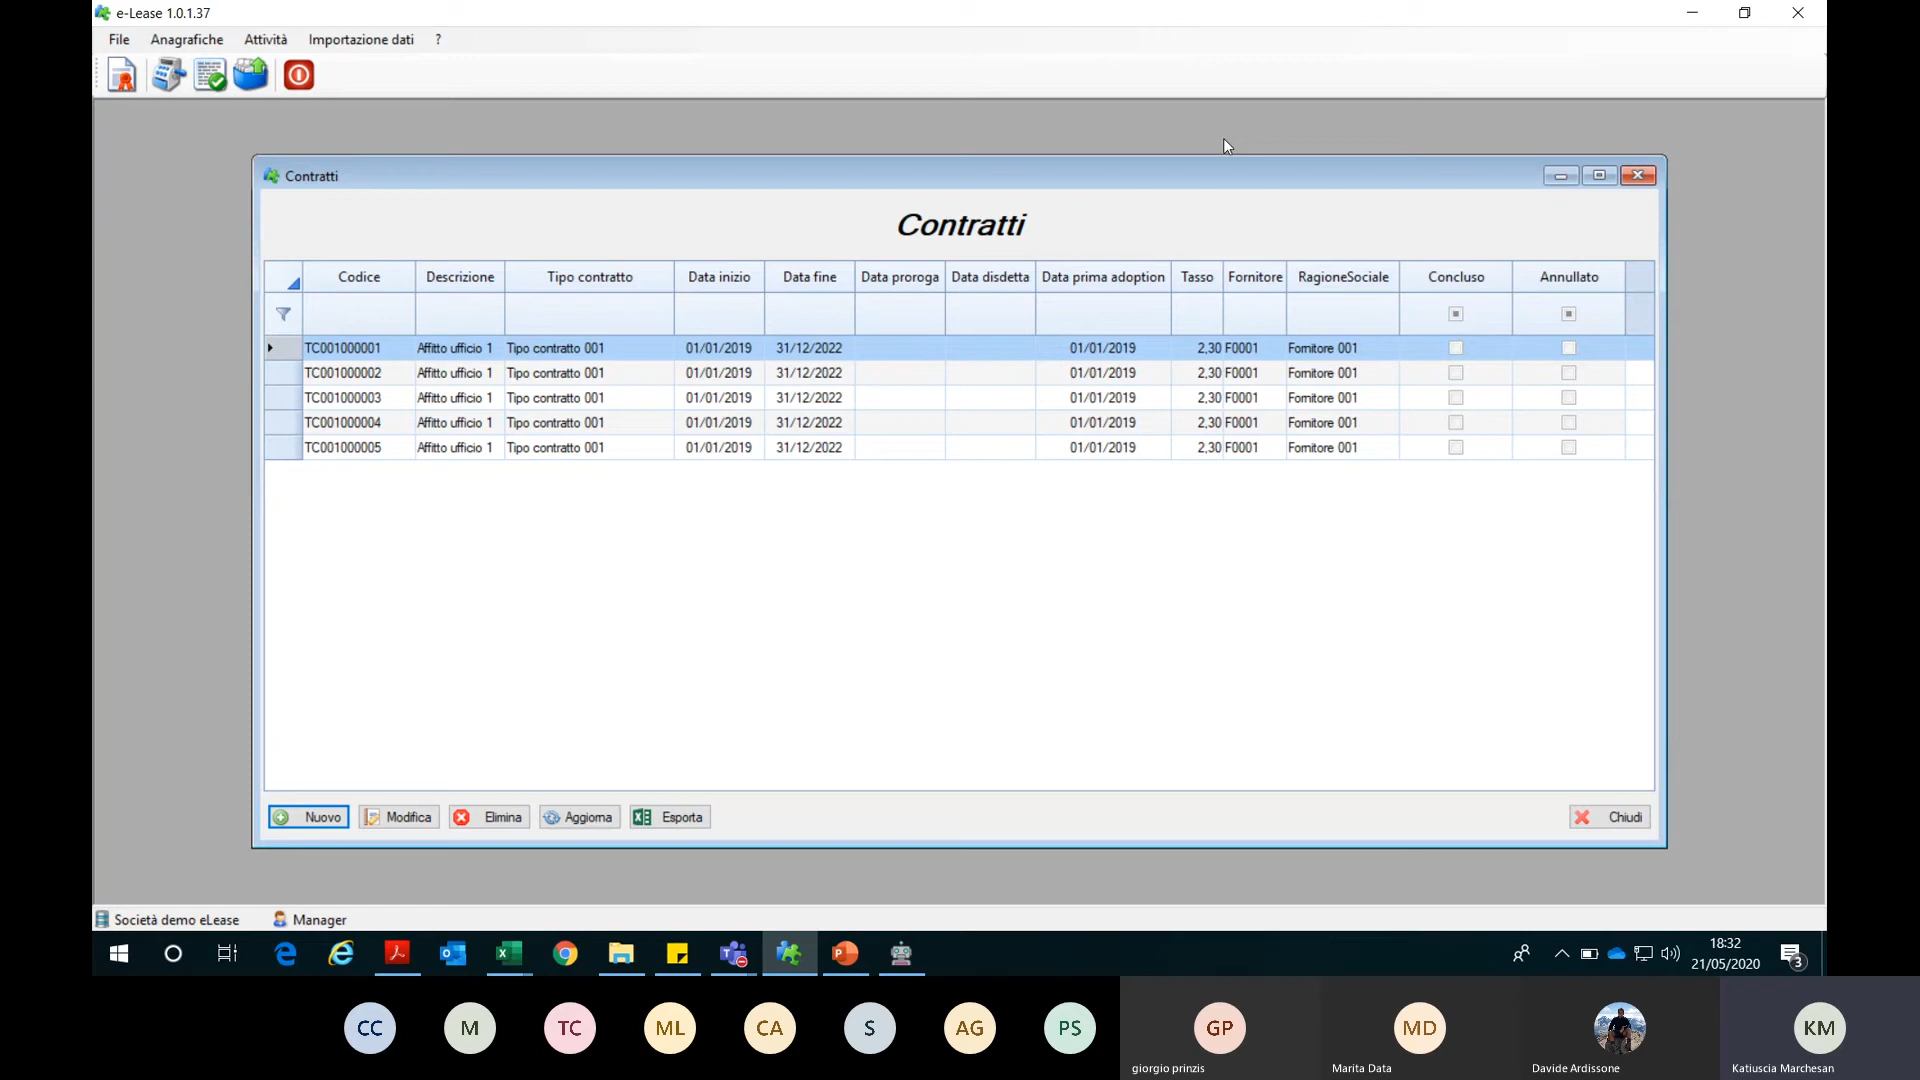 e-Lease 1.0.1.37
File Anagrafiche Attività Importazione dati ?
Contratti
Contratti
Codice Descrizione Tipo contratto Data inizio Data fine Data proroga Data disdetta Data prima adoption Tasso Fornitore RagioneSociale Concluso Annullato
TC001000001 Affitto ufficio 1 Tipo contratto 001 01/01/2019 31/12/2022 01/01/2019 2,30 F0001 Fornitore 001
TC001000002 Affitto ufficio 1 Tipo contratto 001 01/01/2019 31/12/2022 01/01/2019 2,30 F0001 Fornitore 001
TC001000003 Affitto ufficio 1 Tipo contratto 001 01/01/2019 31/12/2022 01/01/2019 2,30 F0001 Fornitore 001
TC001000004 Affitto ufficio 1 Tipo contratto 001 01/01/2019 31/12/2022 01/01/2019 2,30 F0001 Fornitore 001
TC001000005 Affitto ufficio 1 Tipo contratto 001 01/01/2019 31/12/2022 01/01/2019 2,30 F0001 Fornitore 001
Nuovo Modifica Elimina Aggiorna Esporta Chiudi
Società demo eLease Manager
18:32
21/05/2020
3
CC M TC ML CA S AG PS GP MD KM
giorgio prinzis Marita Data Davide Ardissone Katiuscia Marchesan